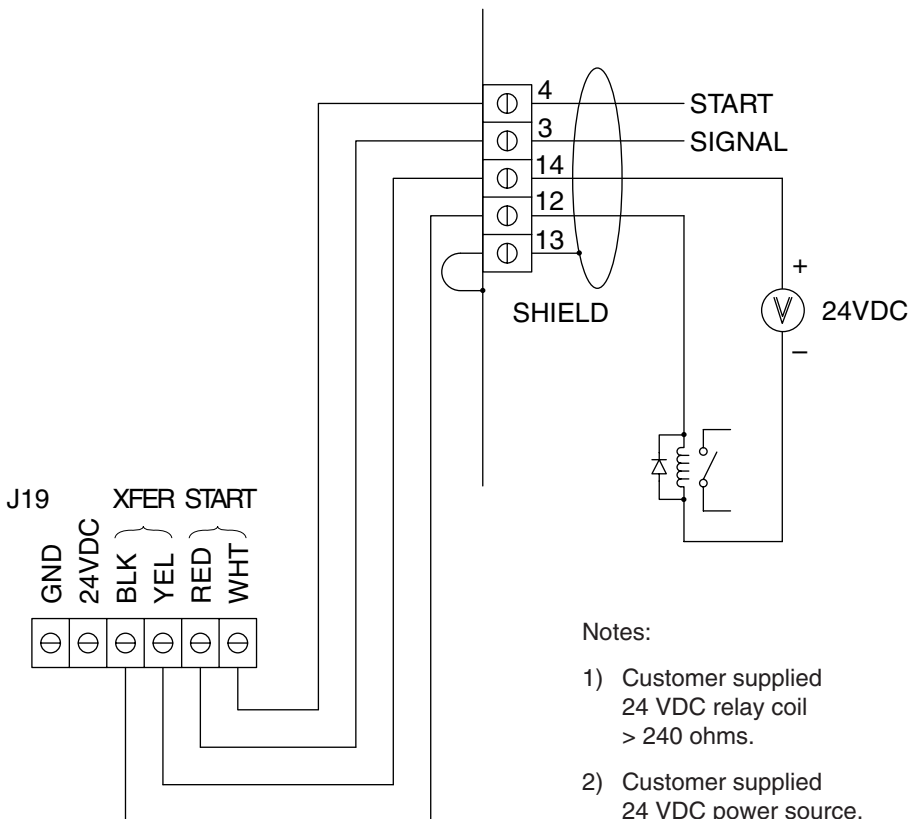 4
START
3
SIGNAL
14
12
13
SHIELD
+
24VDC
–
J19
XFER START
GND
24VDC
BLK
YEL
RED
WHT
Notes:
1) Customer supplied
24 VDC relay coil
> 240 ohms.
2) Customer supplied
24 VDC power source.